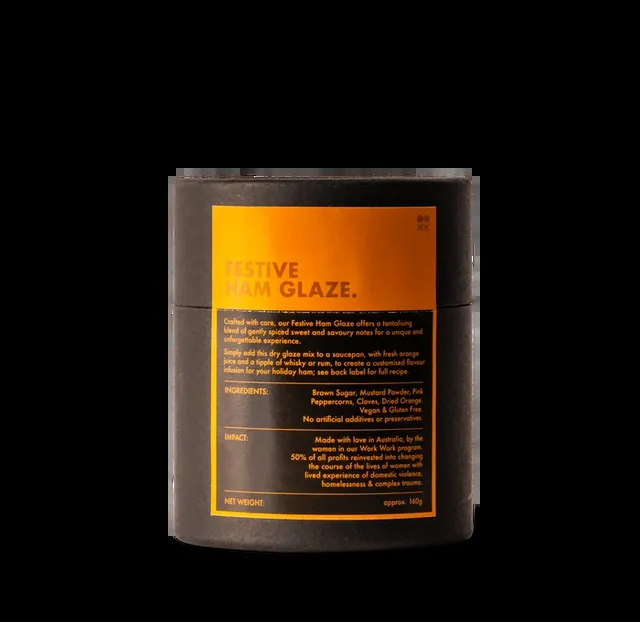 FESTIVE
HAM GLAZE.
Crafted with care, our Festive Ham Glaze offers a tantalising
blend of gently spiced sweet and savoury notes for a unique and
unforgettable experience.
Simply add this dry glaze mix to a saucepan, with fresh orange
juice and a tipple of whisky or rum, to create a customised flavour
infusion for your holiday ham; see back label for full recipe.
INGREDIENTS: Brown Sugar, Mustard Powder, Pink
Peppercorns, Cloves, Dried Orange.
Vegan & Gluten Free.
No artificial additives or preservatives.
IMPACT: Made with love in Australia, by the
women in our Work Work program.
50% of all profits reinvested into changing
the course of the lives of women with
lived experience of domestic violence,
homelessness & complex trauma.
NET WEIGHT: approx. 160g